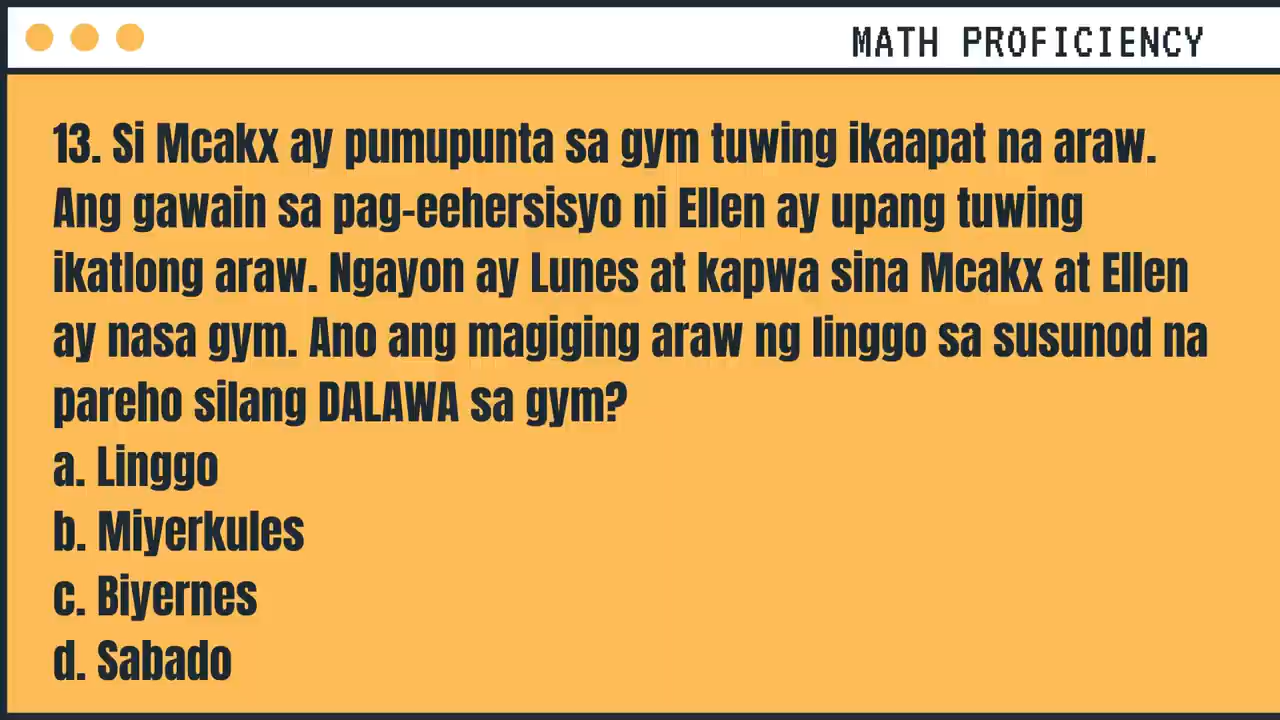 MATH PROFICIENCY
13. Si Mcakx ay pumupunta sa gym tuwing ikaapat na araw.
Ang gawain sa pag-eehersisyo ni Ellen ay upang tuwing
ikatlong araw. Ngayon ay Lunes at kapwa sina Mcakx at Ellen
ay nasa gym. Ano ang magiging araw ng linggo sa susunod na
pareho silang DALAWA sa gym?
a. Linggo
b. Miyerkules
c. Biyernes
d. Sabado